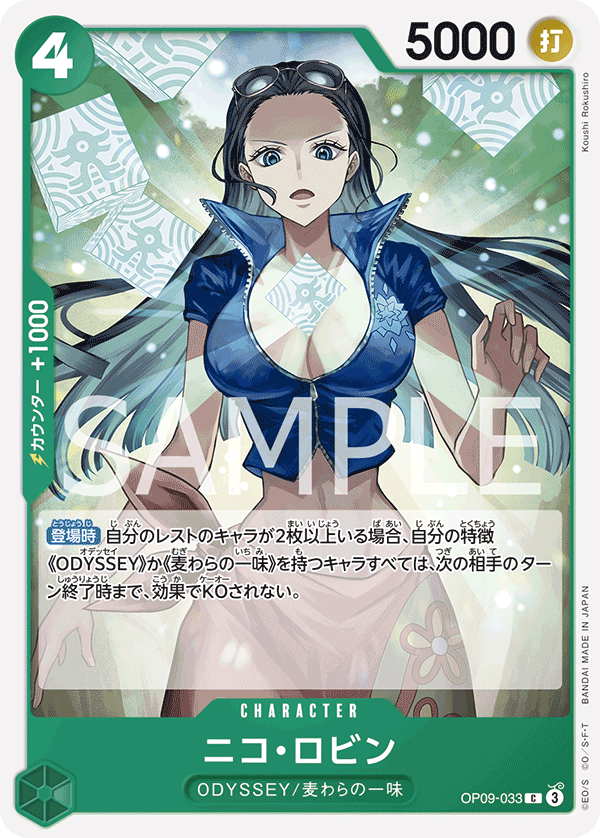 4
5000
打
Koushi Rokushiro
カウンター +1000
SAMPLE
登場時 自分のレストのキャラが2枚以上いる場合、自分の特徴
《ODYSSEY》か《麦わらの一味》を持つキャラすべては、次の相手のター
ン終了時まで、効果でKOされない。
CHARACTER
ニコ・ロビン
ODYSSEY/麦わらの一味
OP09-033 C 3
©E.O/S ©O/S・F・T BANDAI MADE IN JAPAN